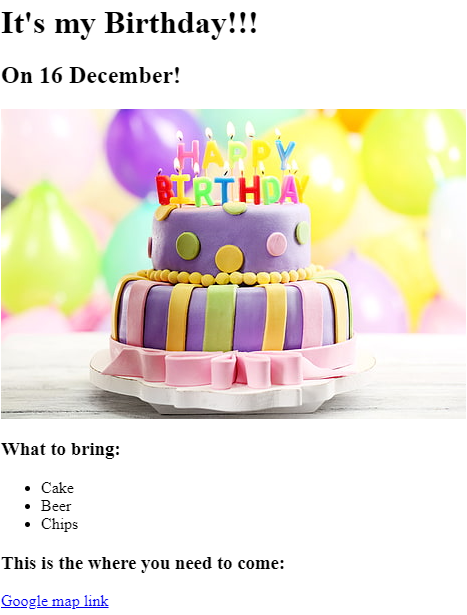 It's my Birthday!!!
On 16 December!
HAPPY
BIRTHDAY
What to bring:
Cake
Beer
Chips
This is the where you need to come:
Google map link